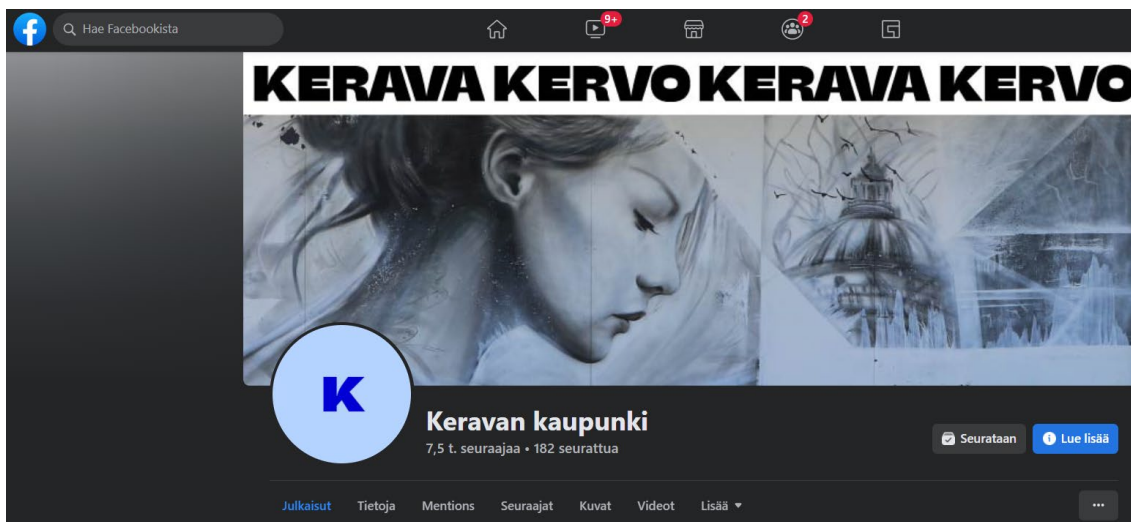 Hae Facebookista
9+
2
KERAVA KERVO KERAVA KERVO
K
Keravan kaupunki
7,5 t. seuraajaa • 182 seurattua
Seurataan
Lue lisää
Julkaisut Tietoja Mentions Seuraajat Kuvat Videot Lisää